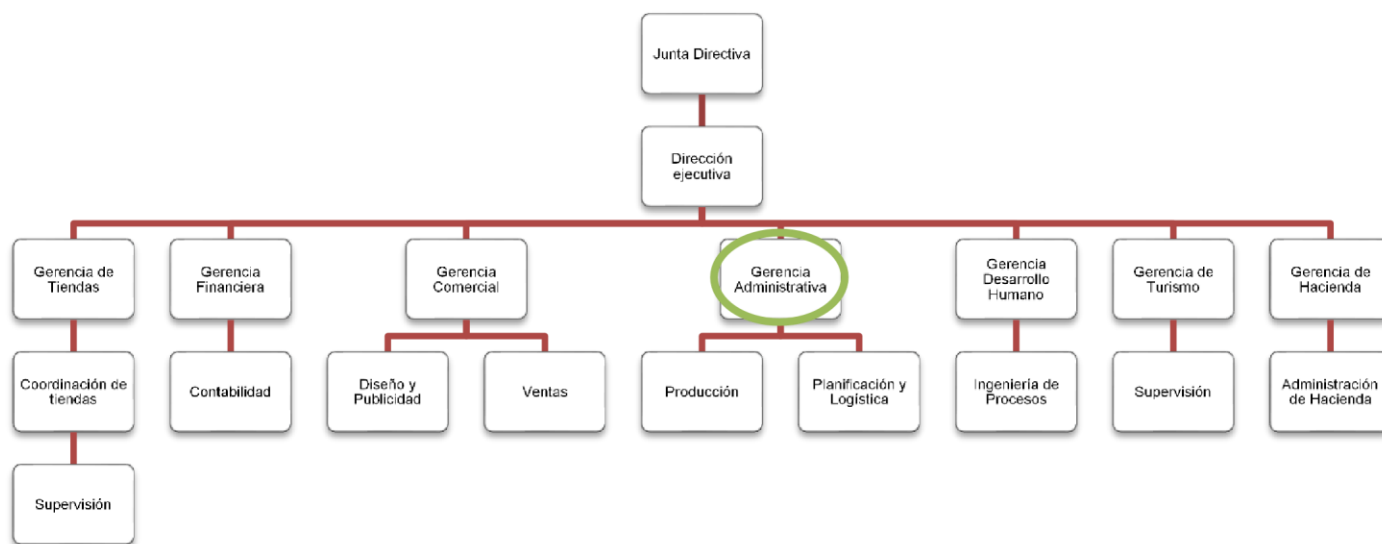 Junta Directiva
Dirección
ejecutiva
Gerencia de
Tiendas
Gerencia
Financiera
Gerencia
Comercial
Gerencia
Administrativa
Gerencia
Desarrollo
Humano
Gerencia de
Turismo
Gerencia de
Hacienda
Coordinación de
tiendas
Contabilidad
Diseño y
Publicidad
Ventas
Producción
Planificación y
Logística
Ingeniería de
Procesos
Supervisión
Administración
de Hacienda
Supervisión